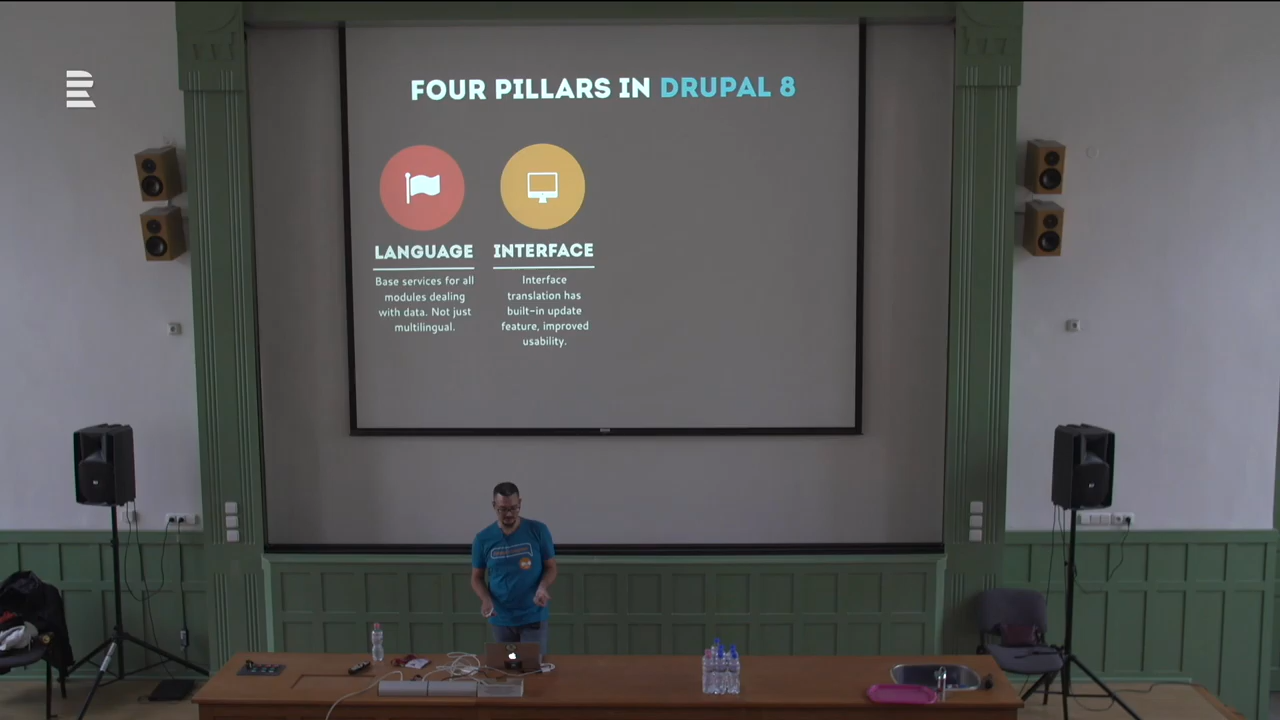 FOUR PILLARS IN DRUPAL 8
LANGUAGE
Base services for all
modules dealing
with data. Not just
multilingual.
INTERFACE
Interface
translation has
built-in update
feature, improved
usability.